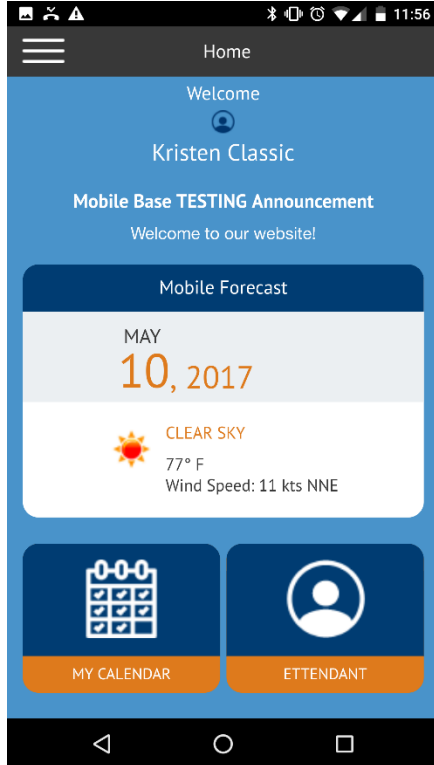 11:56
Home
Welcome
Kristen Classic
Mobile Base TESTING Announcement
Welcome to our website!
Mobile Forecast
MAY
10, 2017
CLEAR SKY
77° F
Wind Speed: 11 kts NNE
MY CALENDAR
ETTENDANT